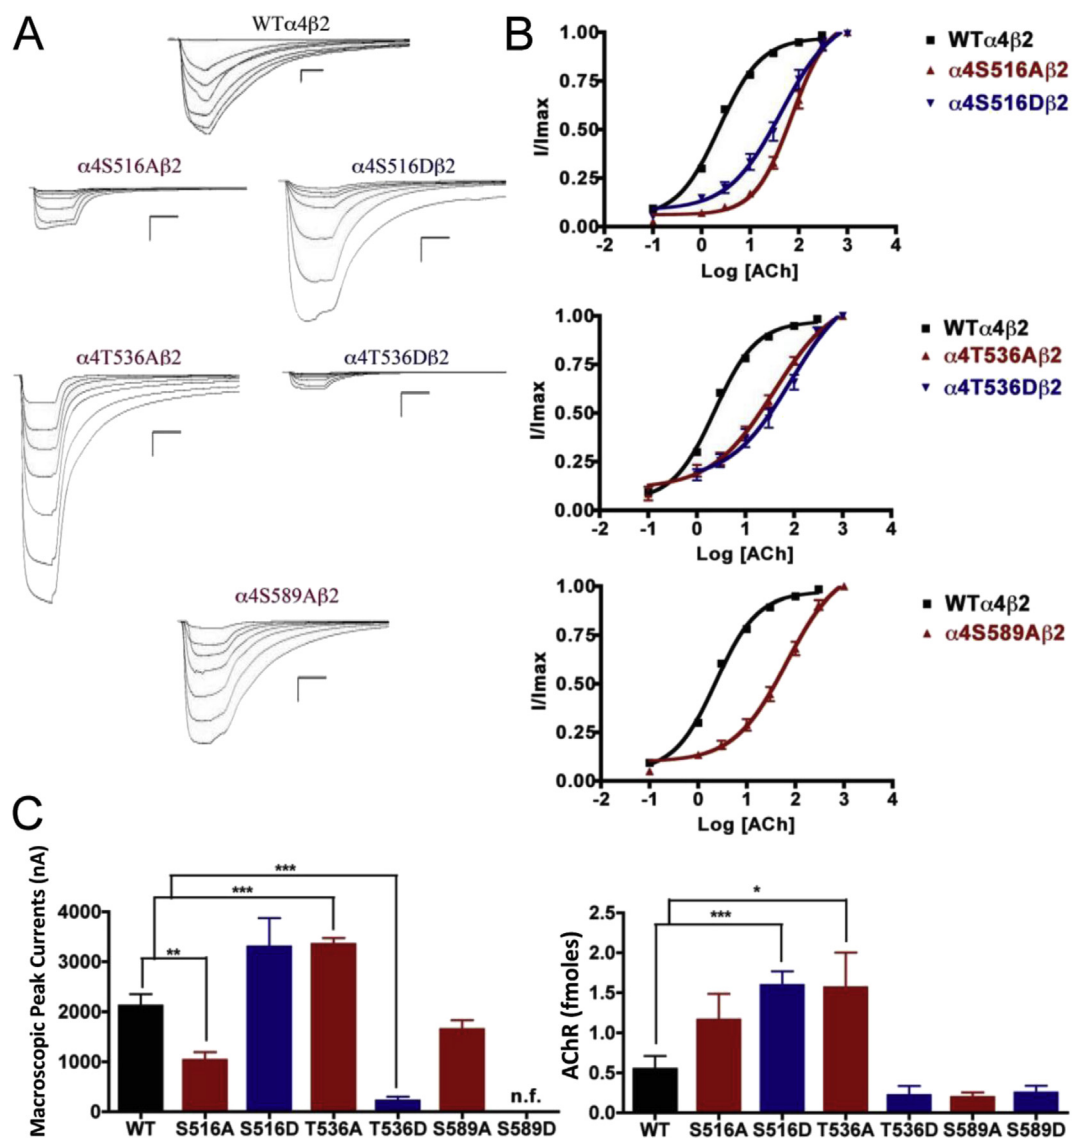 A
WTα4β2
α4S516Aβ2
α4S516Dβ2
α4T536Aβ2
α4T536Dβ2
α4S589Aβ2
B
I/Imax
1.00
0.75
0.50
0.25
0.00
-2 -1 0 1 2 3 4
Log [ACh]
WTα4β2
α4S516Aβ2
α4S516Dβ2
I/Imax
1.00
0.75
0.50
0.25
0.00
-2 -1 0 1 2 3 4
Log [ACh]
WTα4β2
α4T536Aβ2
α4T536Dβ2
I/Imax
1.00
0.75
0.50
0.25
0.00
-2 -1 0 1 2 3 4
Log [ACh]
WTα4β2
α4S589Aβ2
C
Macroscopic Peak Currents (nA)
4000
3000
2000
1000
0
***
***
**
n.f.
WT S516A S516D T536A T536D S589A S589D
AChR (fmoles)
2.5
2.0
1.5
1.0
0.5
0.0
*
***
WT S516A S516D T536A T536D S589A S589D